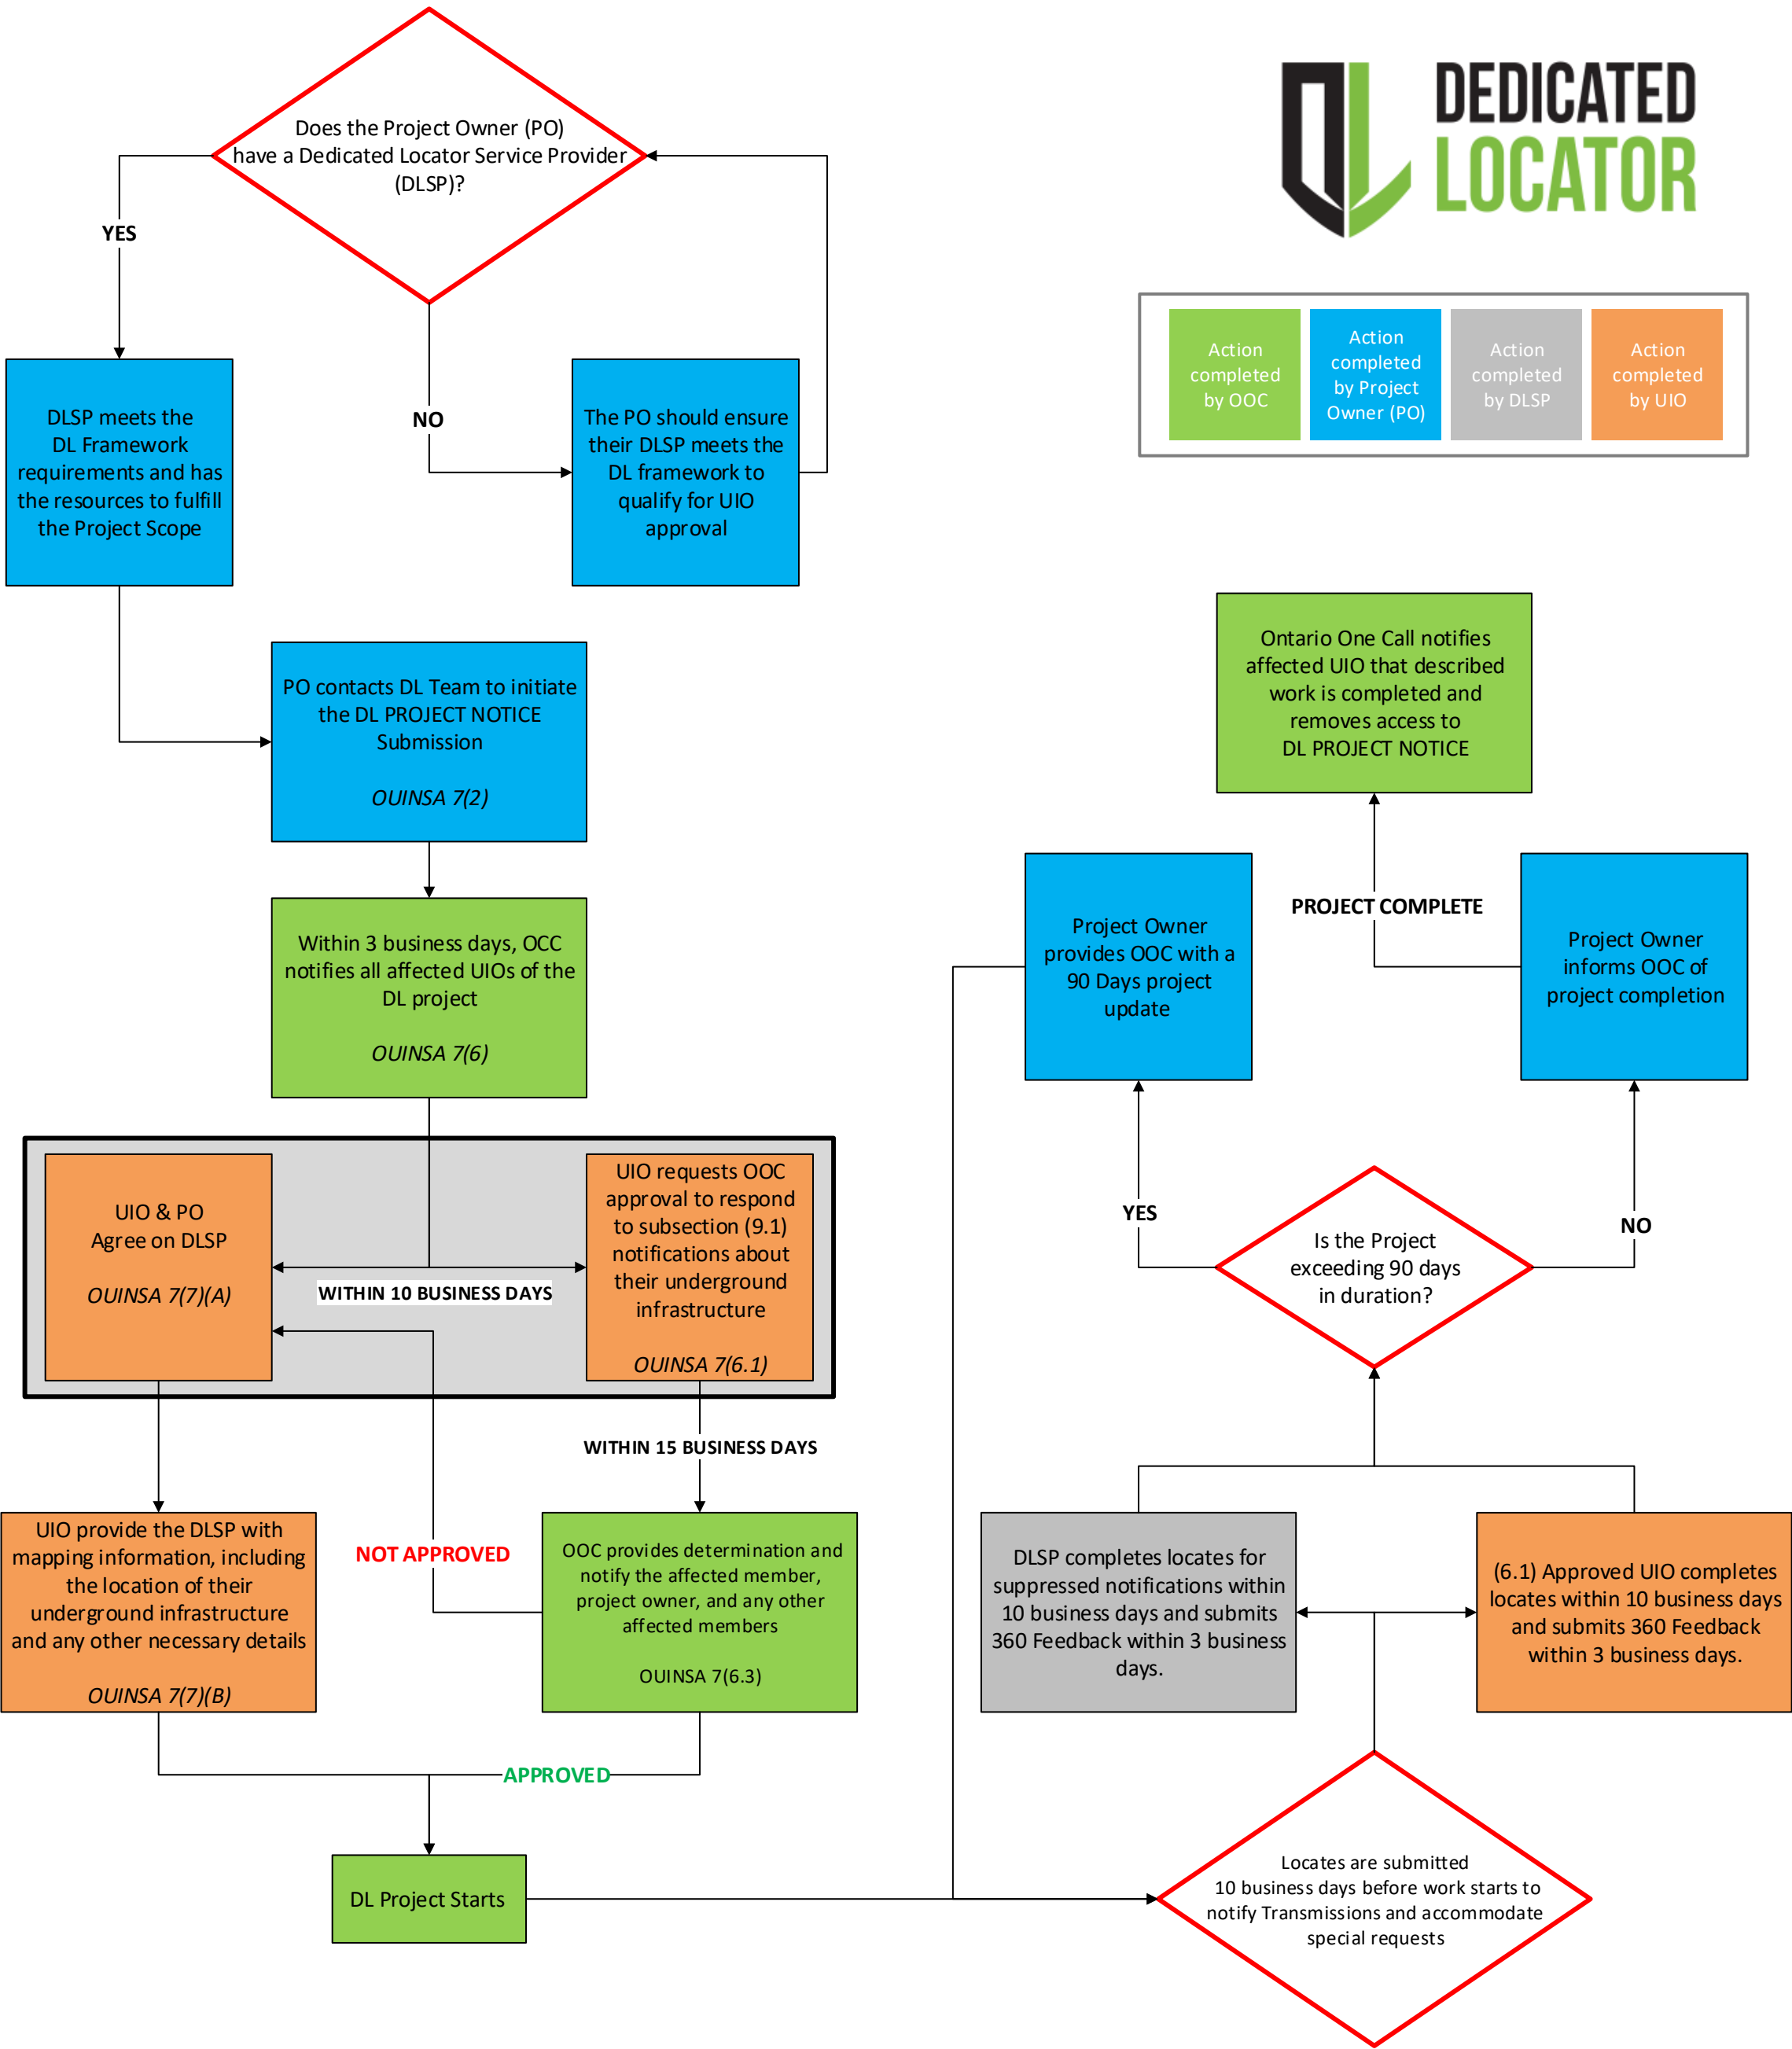 Does the Project Owner (PO)
have a Dedicated Locator Service Provider
(DLSP)?
DEDICATED
LOCATOR
YES
NO
Action
completed
by OOC
Action
completed
by Project
Owner (PO)
Action
completed
by DLSP
Action
completed
by UIO
DLSP meets the
DL Framework
requirements and has
the resources to fulfill
the Project Scope
The PO should ensure
their DLSP meets the
DL framework to
qualify for UIO
approval
PO contacts DL Team to initiate
the DL PROJECT NOTICE
Submission
OUINSA 7(2)
Within 3 business days, OCC
notifies all affected UIOs of the
DL project
OUINSA 7(6)
UIO & PO
Agree on DLSP
OUINSA 7(7)(A)
WITHIN 10 BUSINESS DAYS
UIO requests OOC
approval to respond
to subsection (9.1)
notifications about
their underground
infrastructure
OUINSA 7(6.1)
WITHIN 15 BUSINESS DAYS
UIO provide the DLSP with
mapping information, including
the location of their
underground infrastructure
and any other necessary details
OUINSA 7(7)(B)
NOT APPROVED
OOC provides determination and
notify the affected member,
project owner, and any other
affected members
OUINSA 7(6.3)
APPROVED
DL Project Starts
Ontario One Call notifies
affected UIO that described
work is completed and
removes access to
DL PROJECT NOTICE
PROJECT COMPLETE
Project Owner
provides OOC with a
90 Days project
update
Project Owner
informs OOC of
project completion
YES
NO
Is the Project
exceeding 90 days
in duration?
DLSP completes locates for
suppressed notifications within
10 business days and submits
360 Feedback within 3 business
days.
(6.1) Approved UIO completes
locates within 10 business days
and submits 360 Feedback
within 3 business days.
Locates are submitted
10 business days before work starts to
notify Transmissions and accommodate
special requests